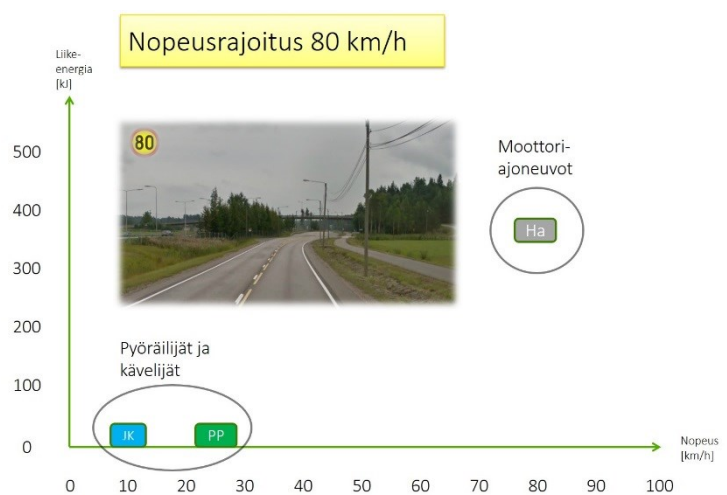 Nopeusrajoitus 80 km/h
Liike-
energia
[kJ]
80
Moottori-
ajoneuvot
500
400
Ha
300
200
Pyöräilijät ja
kävelijät
100
JK
PP
0
Nopeus
[km/h]
0 10 20 30 40 50 60 70 80 90 100